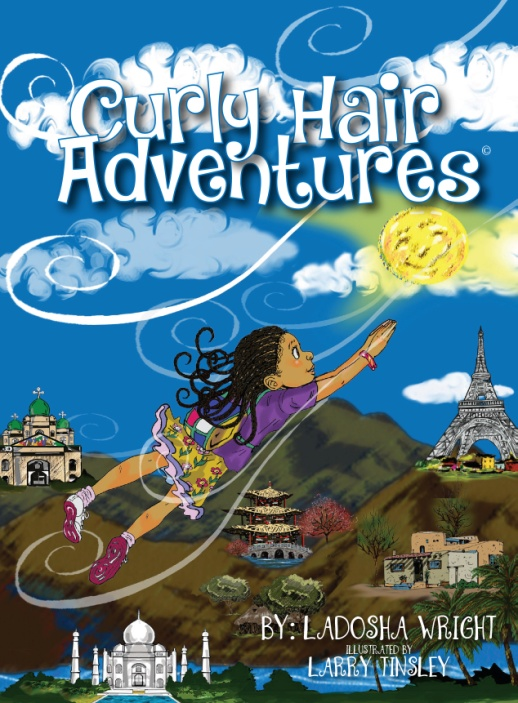 Curly Hair
Adventures©
BY: LADOSHA WRIGHT
ILLUSTRATED BY
LARRY TINSLEY